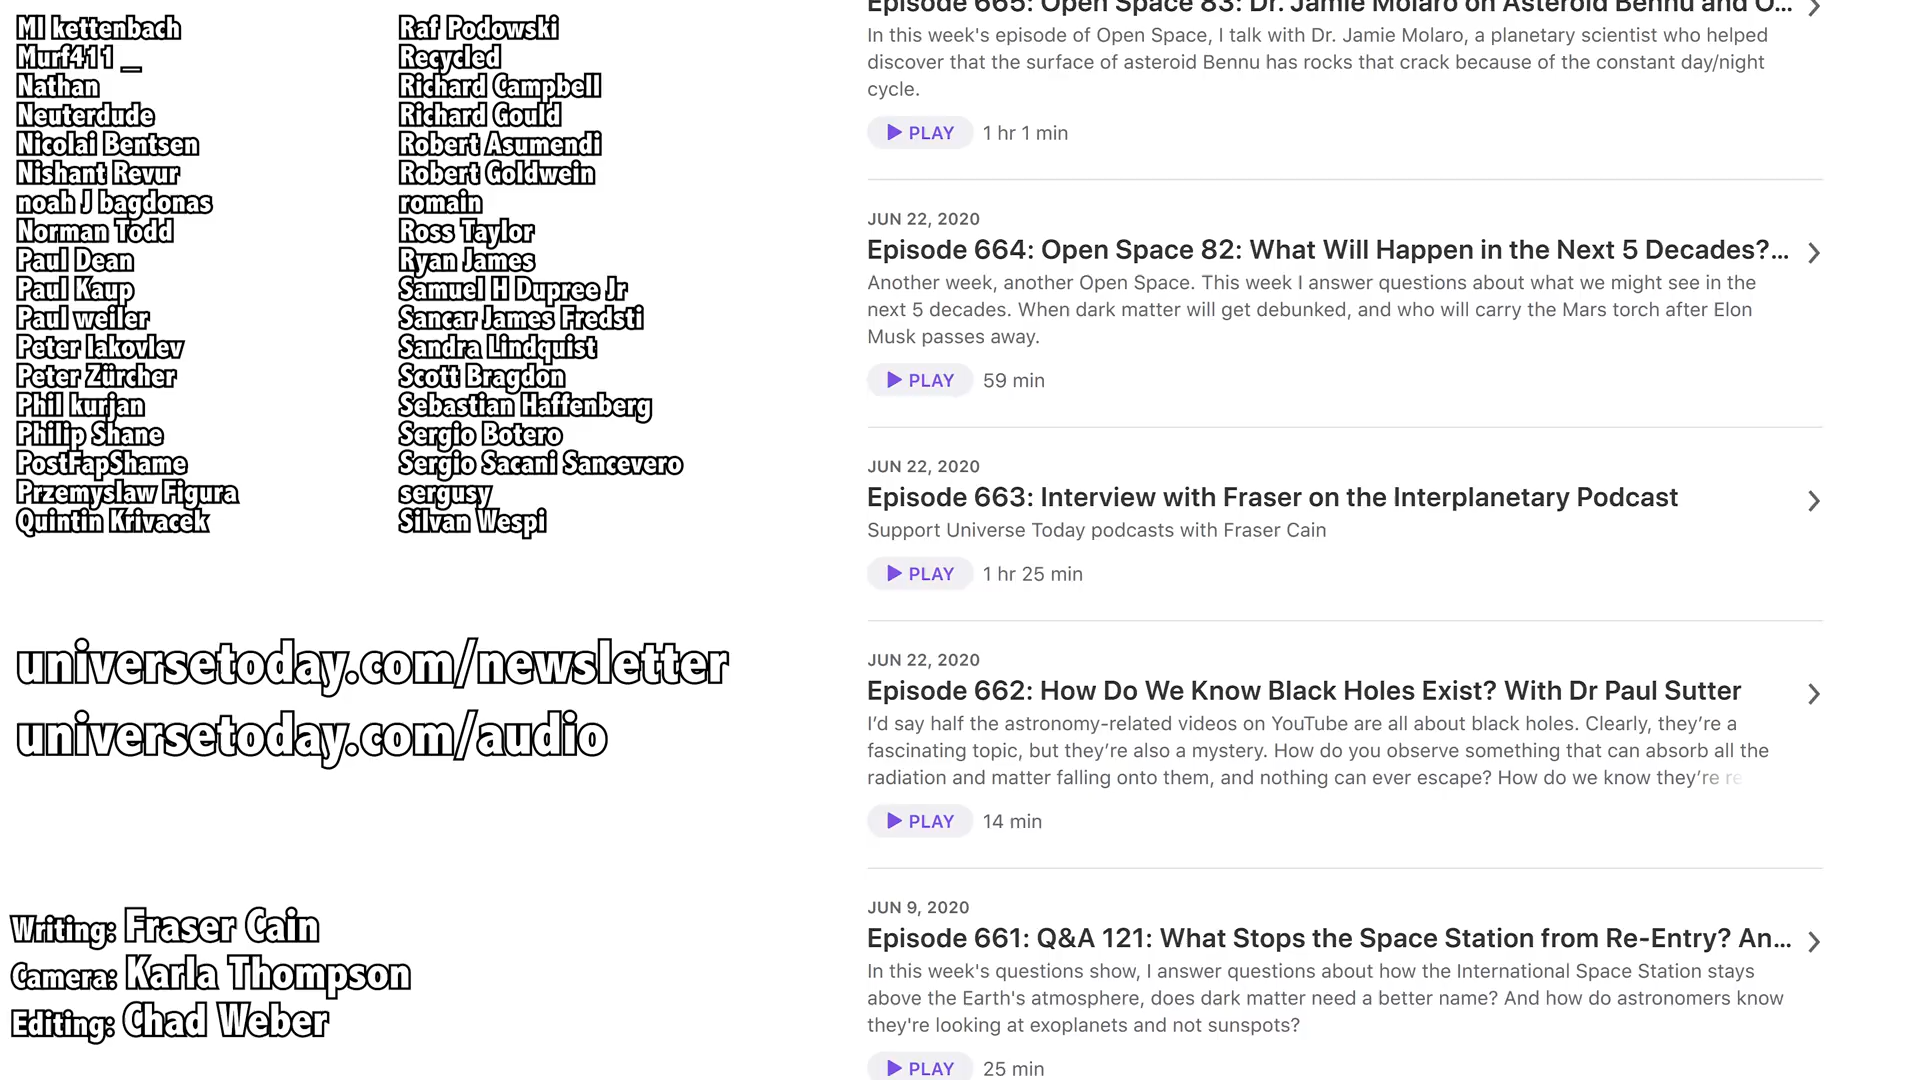 Ml kettenbach
Murf411 _
Nathan
Neuterdude
Nicolai Bentsen
Nishant Revur
noah J bagdonas
Norman Todd
Paul Dean
Paul Kaup
Paul weiler
Peter Iakovlev
Peter Zürcher
Phil kurjan
Philip Shane
PostFapShame
Przemyslaw Figura
Quintin Krivacek
Raf Podowski
Recycled
Richard Campbell
Richard Gould
Robert Asumendi
Robert Goldwein
romain
Ross Taylor
Ryan James
Samuel H Dupree Jr
Sancar James Fredsti
Sandra Lindquist
Scott Bragdon
Sebastian Haffenberg
Sergio Botero
Sergio Sacani Sancevero
sergusy
Silvan Wespi
universetoday.com/newsletter
universetoday.com/audio
Writing: Fraser Cain
Camera: Karla Thompson
Editing: Chad Weber
Episode 665: Open Space 83: Dr. Jamie Molaro on Asteroid Bennu and O...
In this week's episode of Open Space, I talk with Dr. Jamie Molaro, a planetary scientist who helped
discover that the surface of asteroid Bennu has rocks that crack because of the constant day/night
cycle.
PLAY 1 hr 1 min
JUN 22, 2020
Episode 664: Open Space 82: What Will Happen in the Next 5 Decades?...
Another week, another Open Space. This week I answer questions about what we might see in the
next 5 decades. When dark matter will get debunked, and who will carry the Mars torch after Elon
Musk passes away.
PLAY 59 min
JUN 22, 2020
Episode 663: Interview with Fraser on the Interplanetary Podcast
Support Universe Today podcasts with Fraser Cain
PLAY 1 hr 25 min
JUN 22, 2020
Episode 662: How Do We Know Black Holes Exist? With Dr Paul Sutter
I’d say half the astronomy-related videos on YouTube are all about black holes. Clearly, they’re a
fascinating topic, but they’re also a mystery. How do you observe something that can absorb all the
radiation and matter falling onto them, and nothing can ever escape? How do we know they’re re
PLAY 14 min
JUN 9, 2020
Episode 661: Q&A 121: What Stops the Space Station from Re-Entry? An...
In this week's questions show, I answer questions about how the International Space Station stays
above the Earth's atmosphere, does dark matter need a better name? And how do astronomers know
they're looking at exoplanets and not sunspots?
PLAY 25 min